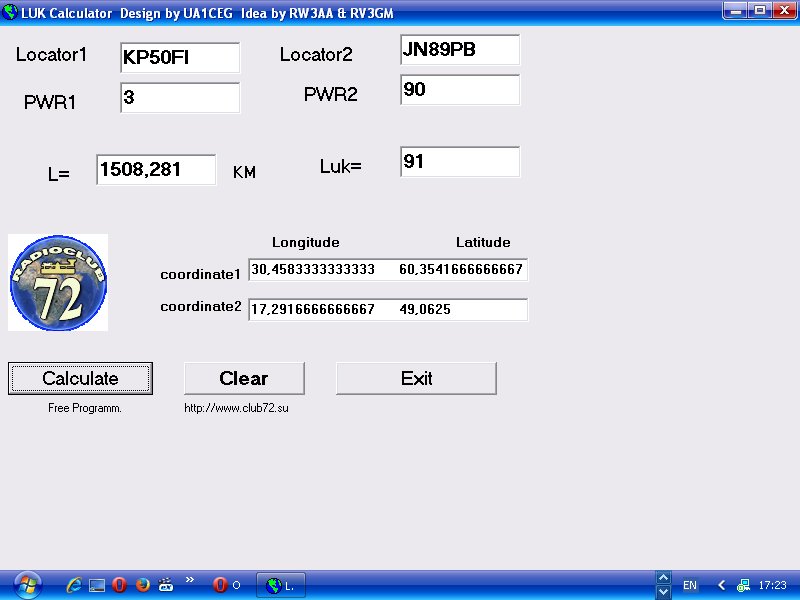 LUK Calculator Design by UA1CEG Idea by RW3AA & RV3GM
Locator1 KP50FI Locator2 JN89PB
PWR1 3 PWR2 90
L= 1508,281 KM Luk= 91
Longitude Latitude
coordinate1 30,4583333333333 60,3541666666667
coordinate2 17,2916666666667 49,0625
RADIOCLUB
72
Calculate Clear Exit
Free Programm. http://www.club72.su
O L. EN 17:23